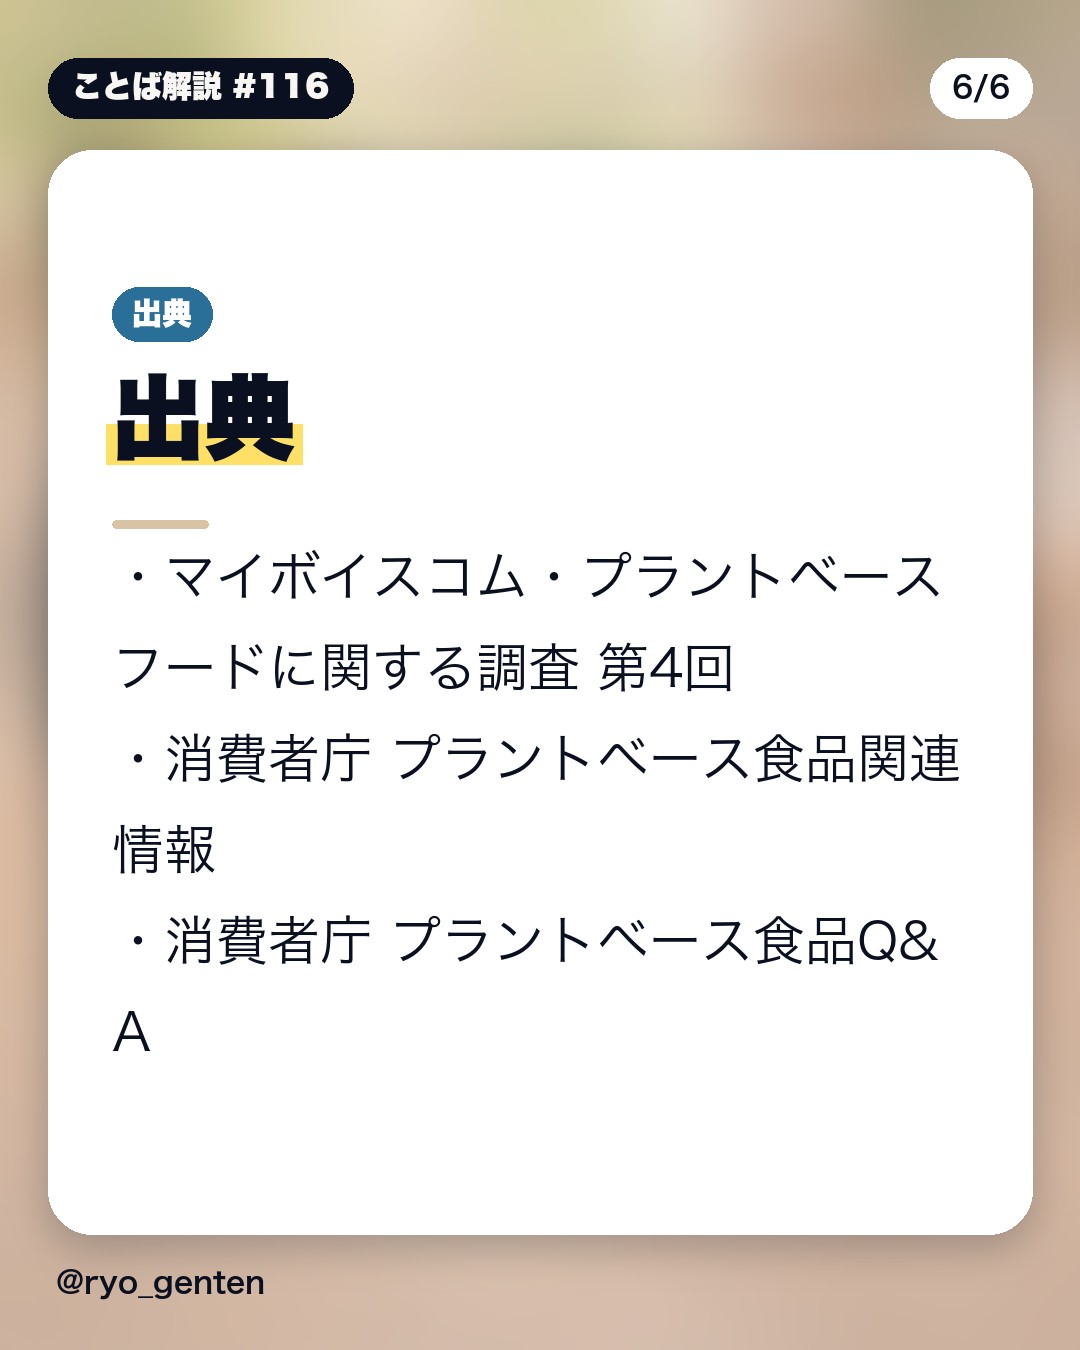 ことば解説 #116
6/6
出典
出典
・マイボイスコム・プラントベース
フードに関する調査 第4回
・消費者庁 プラントベース食品関連
情報
・消費者庁 プラントベース食品Q&
A
@ryo_genten